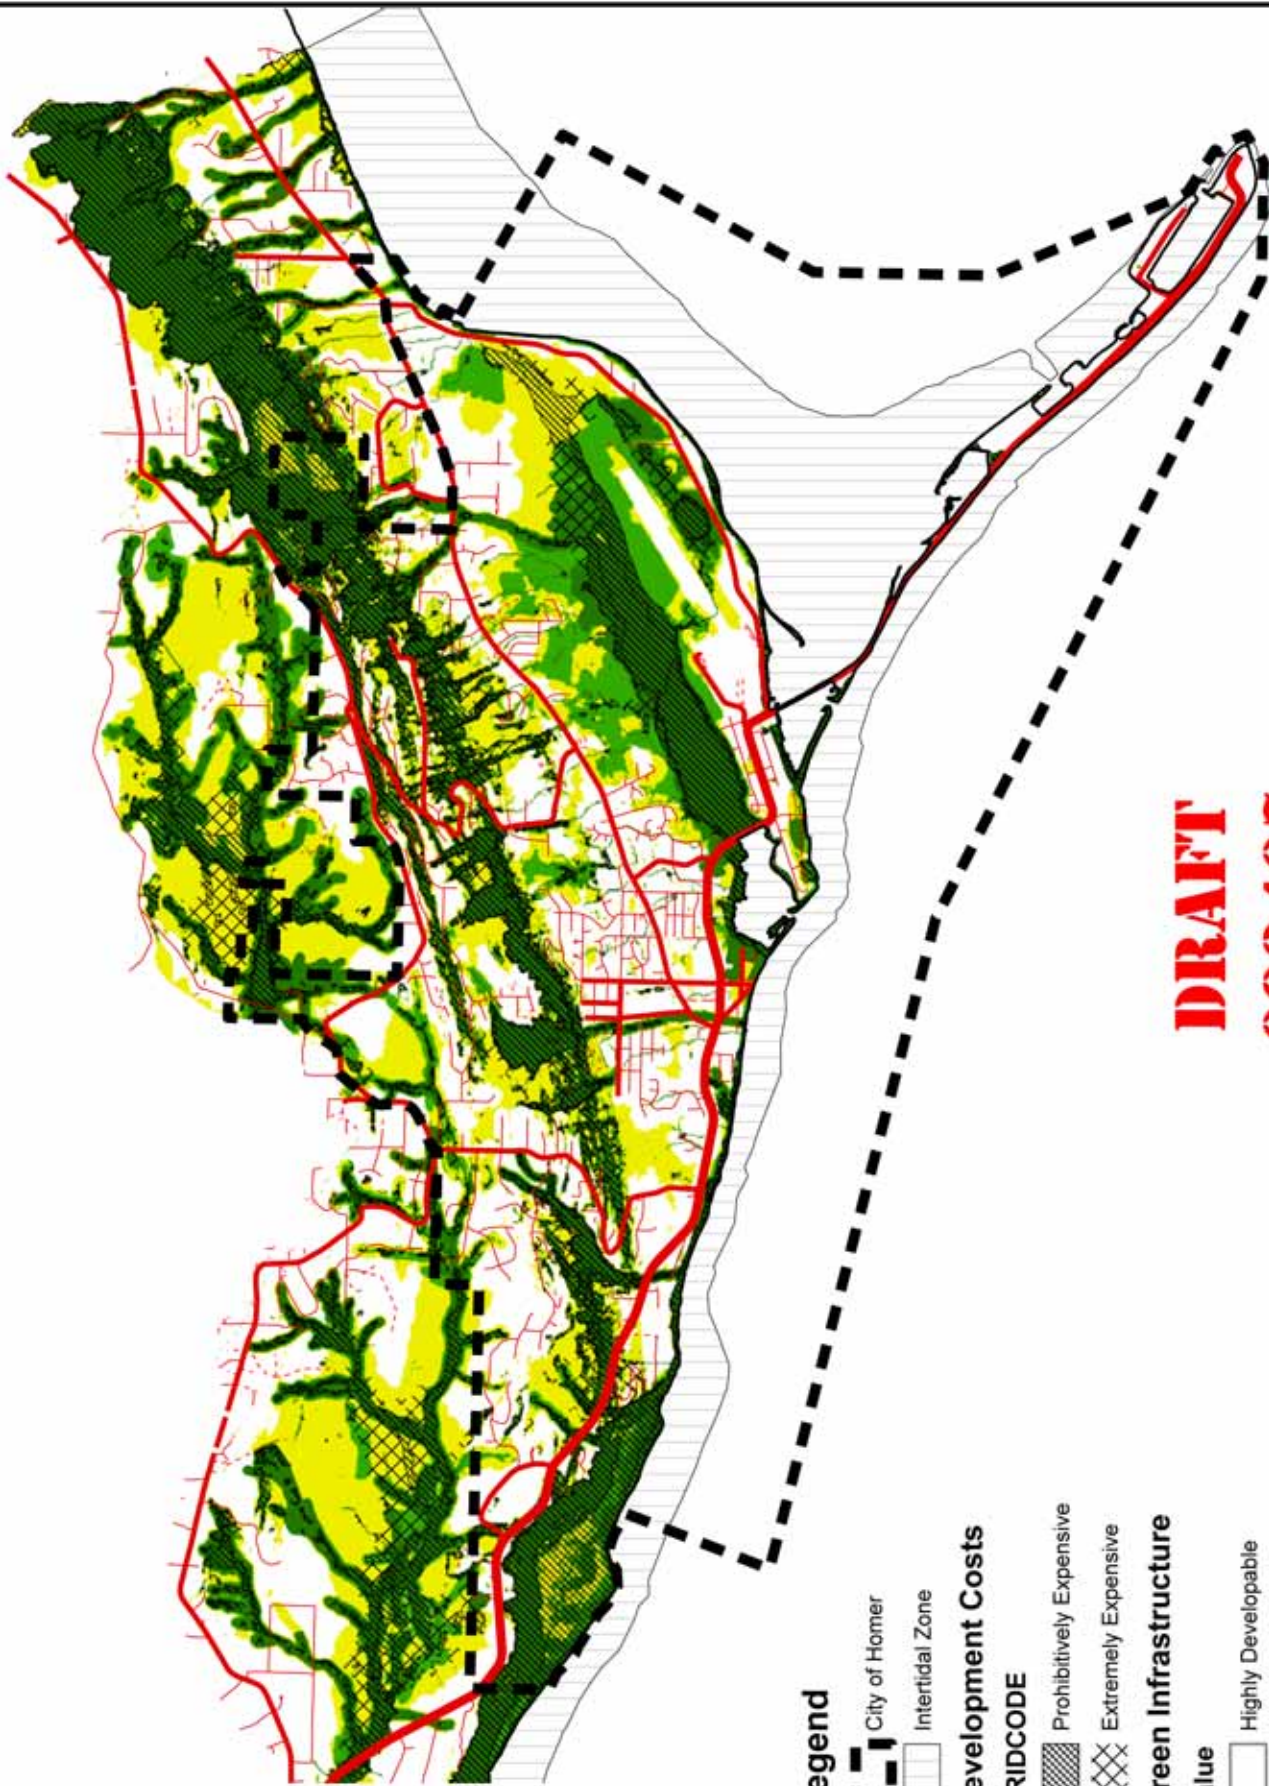 egend
City of Homer
Intertidal Zone
evelopment Costs
RIDCODE
Prohibitively Expensive
Extremely Expensive
reen Infrastructure
lue
Highly Developable
DRAFT